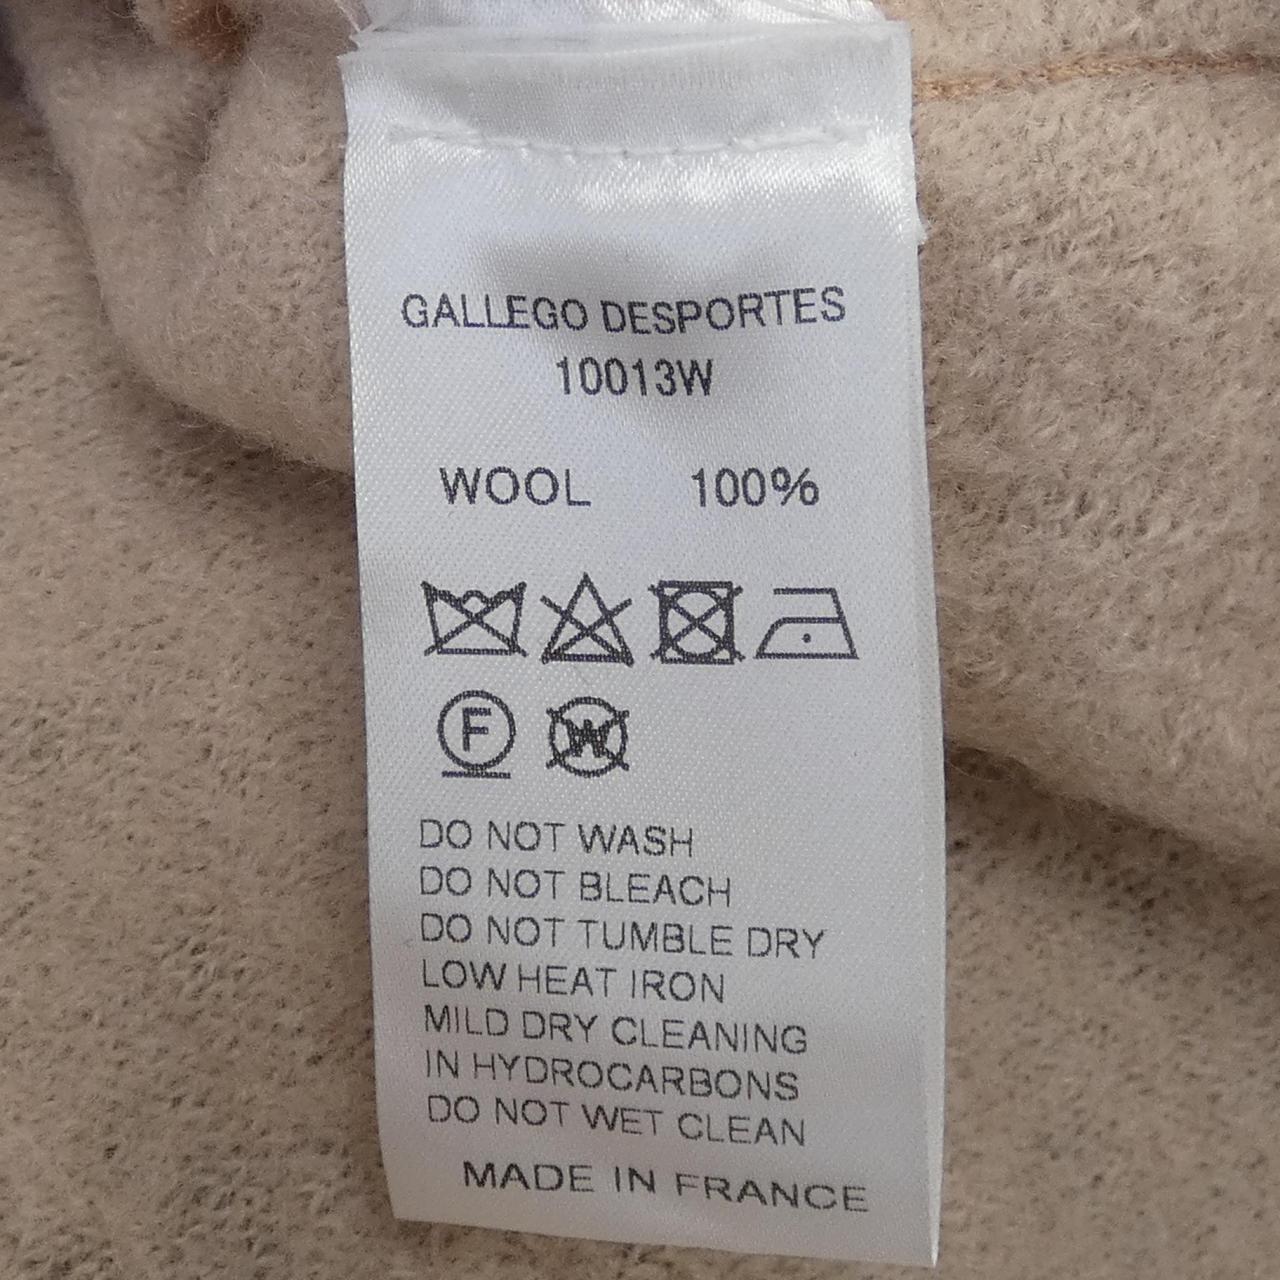 GALLEGO DESPORTES
10013W
WOOL 100%
F W
DO NOT WASH
DO NOT BLEACH
DO NOT TUMBLE DRY
LOW HEAT IRON
MILD DRY CLEANING
IN HYDROCARBONS
DO NOT WET CLEAN
MADE IN FRANCE